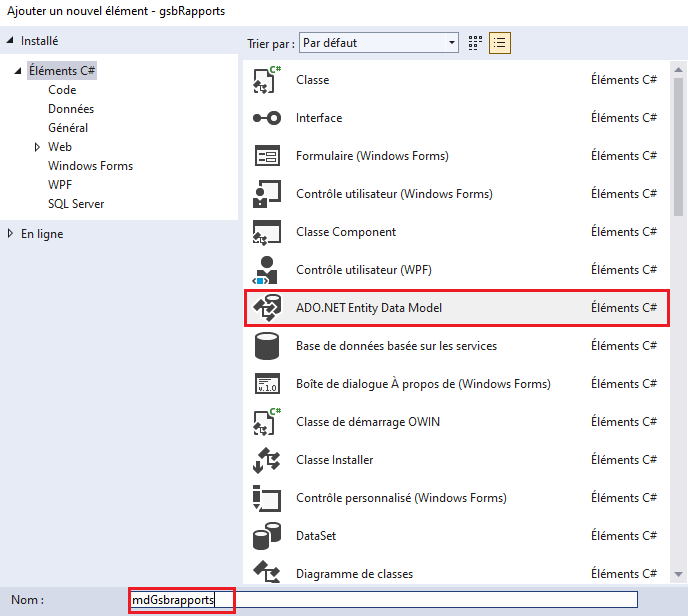 Ajouter un nouvel élément - gsbRapports
Installé
Trier par : Par défaut
Éléments C#
Code
Données
Général
Web
Windows Forms
WPF
SQL Server
En ligne
C# Classe Éléments C#
Interface Éléments C#
Formulaire (Windows Forms) Éléments C#
Contrôle utilisateur (Windows Forms) Éléments C#
Classe Component Éléments C#
Contrôle utilisateur (WPF) Éléments C#
ADO.NET Entity Data Model Éléments C#
Base de données basée sur les services Éléments C#
v.1.0 Boîte de dialogue À propos de (Windows Forms) Éléments C#
C# Classe de démarrage OWIN Éléments C#
Classe Installer Éléments C#
Contrôle personnalisé (Windows Forms) Éléments C#
DataSet Éléments C#
Diagramme de classes Éléments C#
Nom : mdGsbrapports